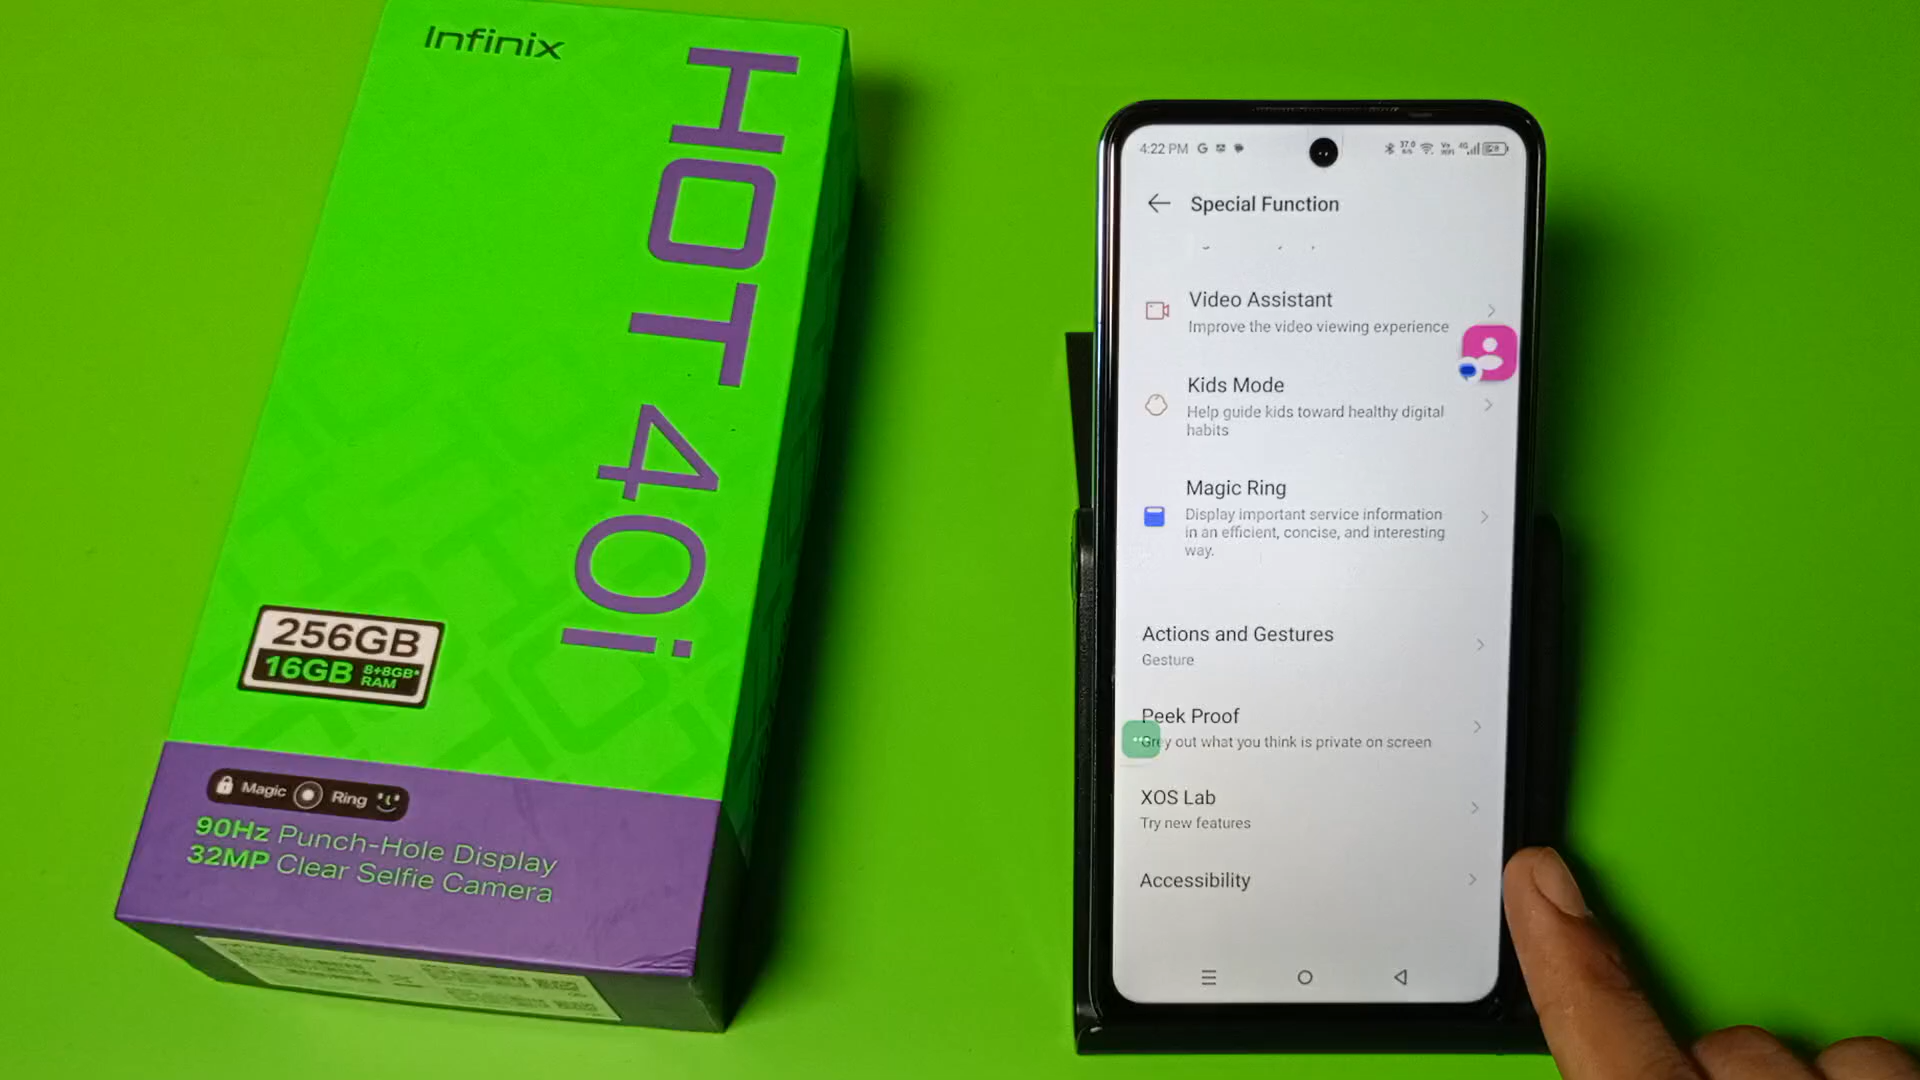 Infinix
HOT 40i
256GB
16GB 8+8GB*
RAM
Magic Ring
90Hz Punch-Hole Display
32MP Clear Selfie Camera
4:22 PM G
Special Function
Video Assistant
Improve the video viewing experience
Kids Mode
Help guide kids toward healthy digital
habits
Magic Ring
Display important service information
in an efficient, concise, and interesting
way.
Actions and Gestures
Gesture
Peek Proof
Grey out what you think is private on screen
XOS Lab
Try new features
Accessibility